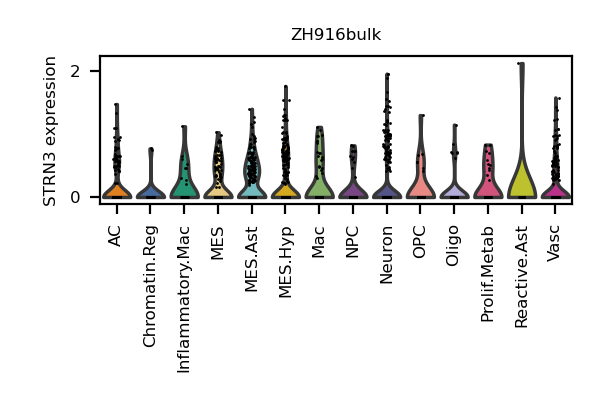 ZH916bulk
STRN3 expression
2
0
AC
Chromatin.Reg
Inflammatory.Mac
MES
MES.Ast
MES.Hyp
Mac
NPC
Neuron
OPC
Oligo
Prolif.Metab
Reactive.Ast
Vasc